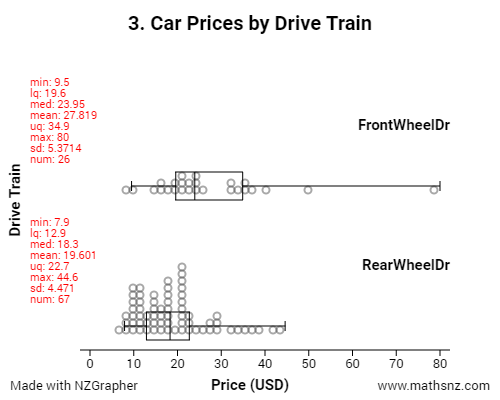 3. Car Prices by Drive Train
min: 9.5
lq: 19.6
med: 23.95
mean: 27.819
uq: 34.9
max: 80
sd: 5.3714
num: 26
FrontWheelDr
Drive Train
min: 7.9
lq: 12.9
med: 18.3
mean: 19.601
uq: 22.7
max: 44.6
sd: 4.471
num: 67
RearWheelDr
0 10 20 30 40 50 60 70 80
Made with NZGrapher Price (USD) www.mathsnz.com